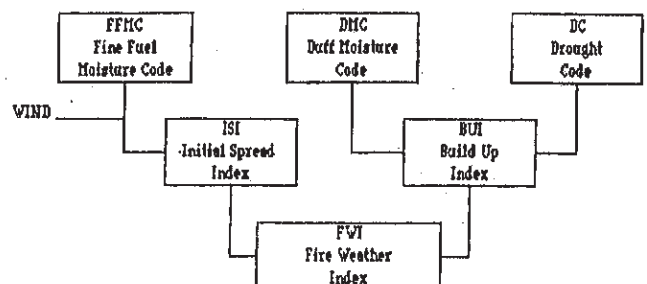 FFMC
Fine Fuel
Moisture Code
DMC
Duff Moisture
Code
DC
Drought
Code
WIND
ISI
Initial Spread
Index
BUI
Build Up
Index
FWI
Fire Weather
Index